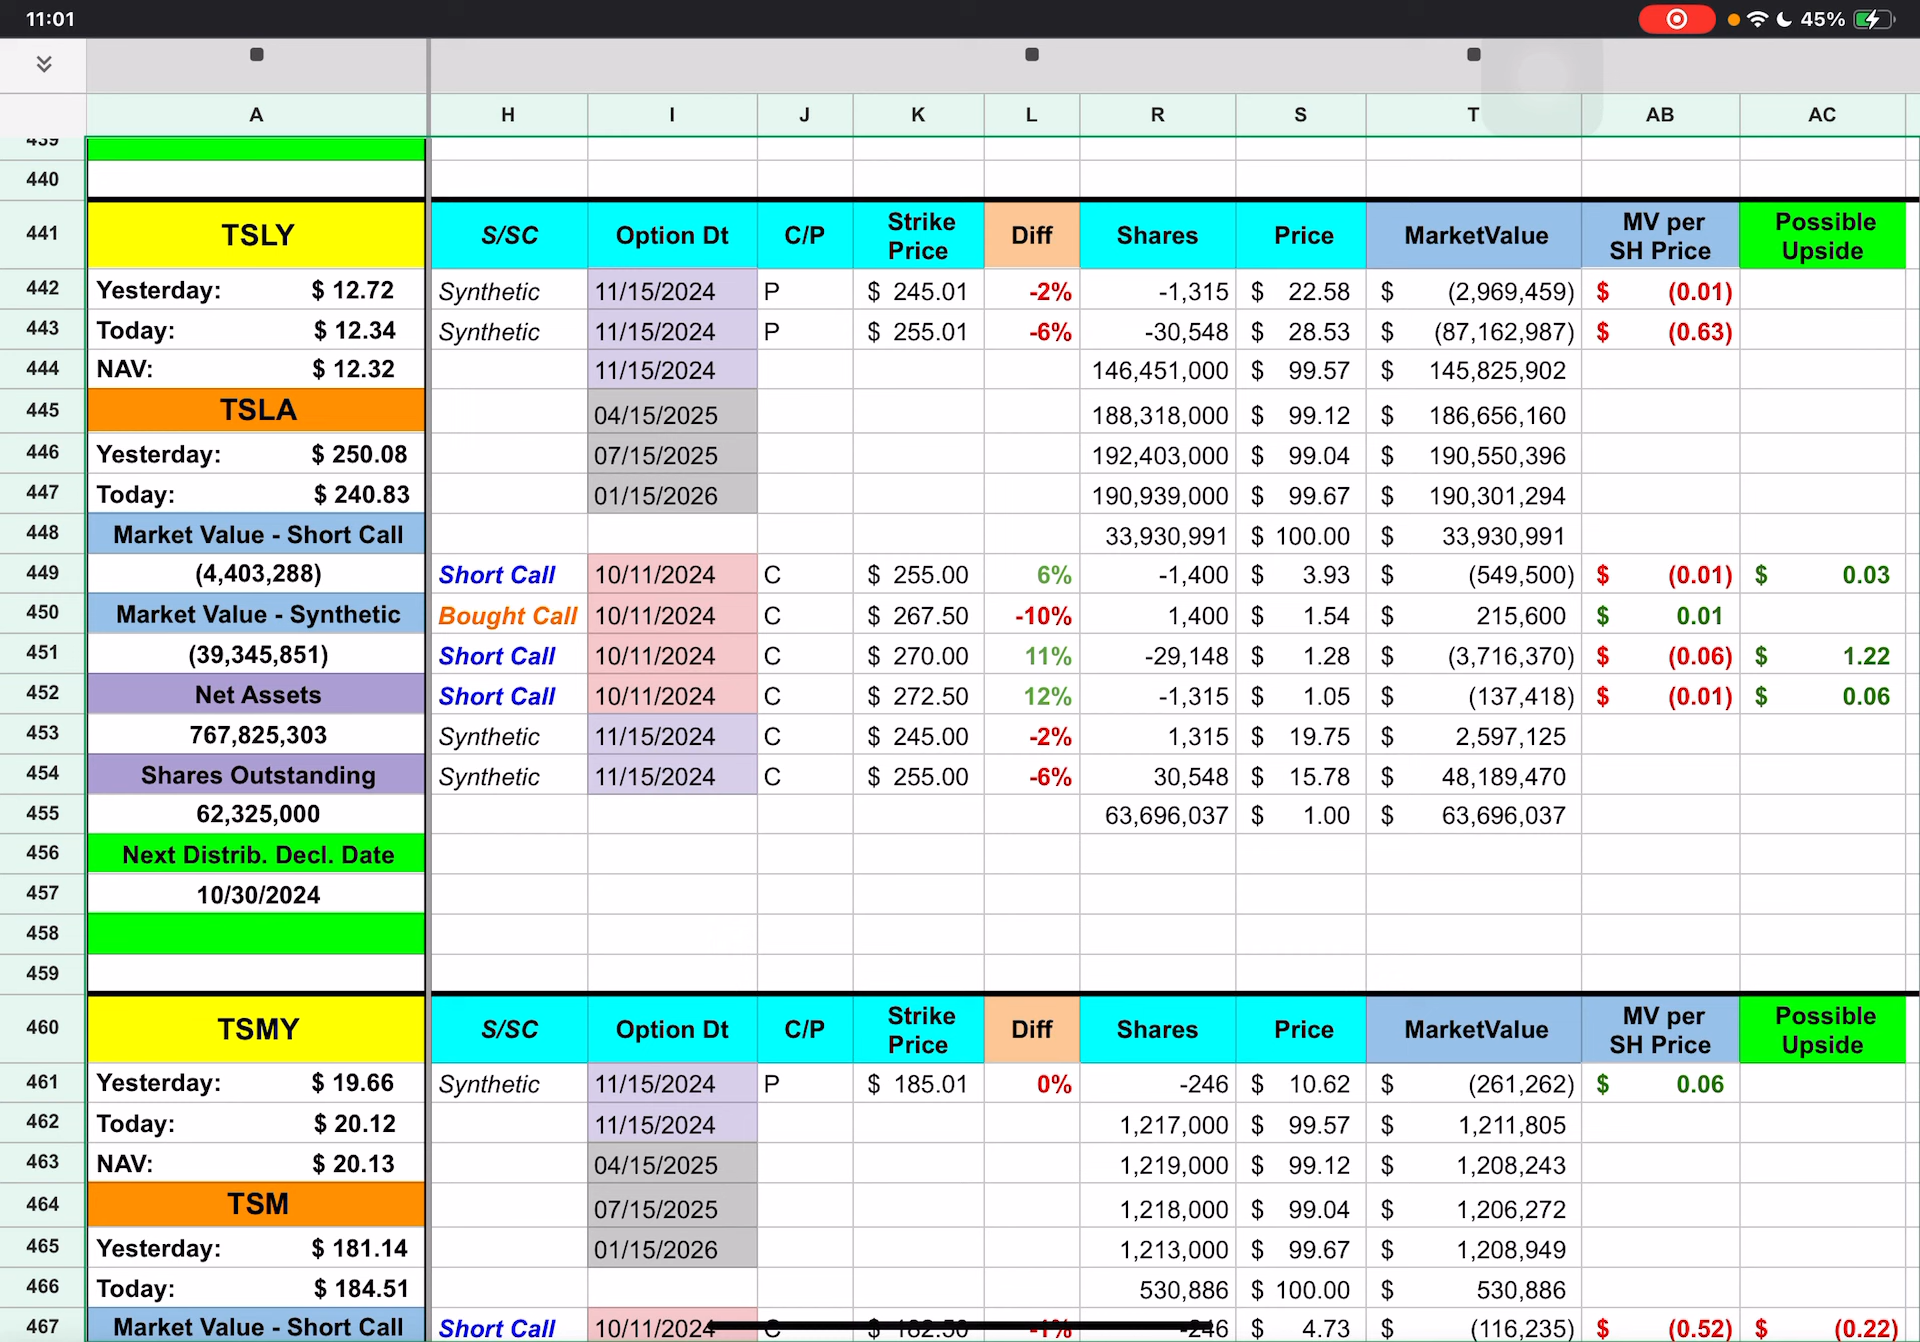 11:01 45%
A H I J K L R S T AB AC
439
440
441 TSLY S/SC Option Dt C/P Strike Price Diff Shares Price MarketValue MV per SH Price Possible Upside
442 Yesterday: $ 12.72 Synthetic 11/15/2024 P $ 245.01 -2% -1,315 $ 22.58 $ (2,969,459) $ (0.01)
443 Today: $ 12.34 Synthetic 11/15/2024 P $ 255.01 -6% -30,548 $ 28.53 $ (87,162,987) $ (0.63)
444 NAV: $ 12.32 11/15/2024 146,451,000 $ 99.57 $ 145,825,902
445 TSLA 04/15/2025 188,318,000 $ 99.12 $ 186,656,160
446 Yesterday: $ 250.08 07/15/2025 192,403,000 $ 99.04 $ 190,550,396
447 Today: $ 240.83 01/15/2026 190,939,000 $ 99.67 $ 190,301,294
448 Market Value - Short Call 33,930,991 $ 100.00 $ 33,930,991
449 (4,403,288) Short Call 10/11/2024 C $ 255.00 6% -1,400 $ 3.93 $ (549,500) $ (0.01) $ 0.03
450 Market Value - Synthetic Bought Call 10/11/2024 C $ 267.50 -10% 1,400 $ 1.54 $ 215,600 $ 0.01
451 (39,345,851) Short Call 10/11/2024 C $ 270.00 11% -29,148 $ 1.28 $ (3,716,370) $ (0.06) $ 1.22
452 Net Assets Short Call 10/11/2024 C $ 272.50 12% -1,315 $ 1.05 $ (137,418) $ (0.01) $ 0.06
453 767,825,303 Synthetic 11/15/2024 C $ 245.00 -2% 1,315 $ 19.75 $ 2,597,125
454 Shares Outstanding Synthetic 11/15/2024 C $ 255.00 -6% 30,548 $ 15.78 $ 48,189,470
455 62,325,000 63,696,037 $ 1.00 $ 63,696,037
456 Next Distrib. Decl. Date
457 10/30/2024
458
459
460 TSMY S/SC Option Dt C/P Strike Price Diff Shares Price MarketValue MV per SH Price Possible Upside
461 Yesterday: $ 19.66 Synthetic 11/15/2024 P $ 185.01 0% -246 $ 10.62 $ (261,262) $ 0.06
462 Today: $ 20.12 11/15/2024 1,217,000 $ 99.57 $ 1,211,805
463 NAV: $ 20.13 04/15/2025 1,219,000 $ 99.12 $ 1,208,243
464 TSM 07/15/2025 1,218,000 $ 99.04 $ 1,206,272
465 Yesterday: $ 181.14 01/15/2026 1,213,000 $ 99.67 $ 1,208,949
466 Today: $ 184.51 530,886 $ 100.00 $ 530,886
467 Market Value - Short Call Short Call 10/11/2024 C $ 182.50 -1% -246 $ 4.73 $ (116,235) $ (0.52) $ (0.22)